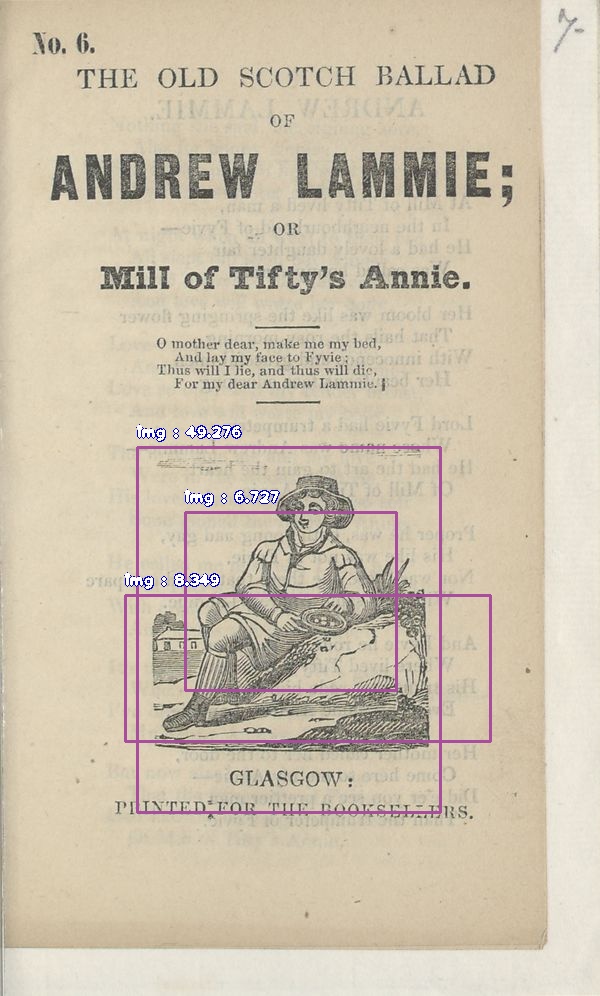 7.
No. 6.
THE OLD SCOTCH BALLAD
OF
ANDREW LAMMIE;
OR
Mill of Tifty's Annie.
O mother dear, make me my bed,
And lay my face to Fyvie;
Thus will I lie, and thus will die,
For my dear Andrew Lammie.
img : 49.276
img : 6.727
img : 8.349
GLASGOW:
PRINTED FOR THE BOOKSELLERS.